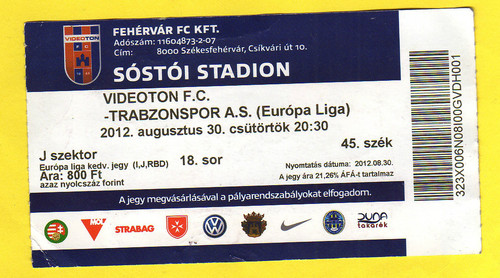 VIDEOTON
F C
FEHÉRVÁR FC KFT.
Adószám: 11604873-2-07
Cím: 8000 Székesfehérvár, Csíkvári út 10.
SÓSTÓI STADION
VIDEOTON F.C.
-TRABZONSPOR A.S. (Európa Liga)
2012. augusztus 30. csütörtök 20:30
J szektor 18. sor 45. szék
Európa liga kedv. jegy (I,J,RBD)
Ára: 800 Ft
azaz nyolcszáz forint
Nyomtatás dátuma: 2012.08.30.
A jegy ára 21,26% ÁFÁ-t tartalmaz
323X006N08I00GVDH001
A jegy megvásárlásával a pályarendszabályokat elfogadom.
MOL
STRABAG
DUNA
takarék